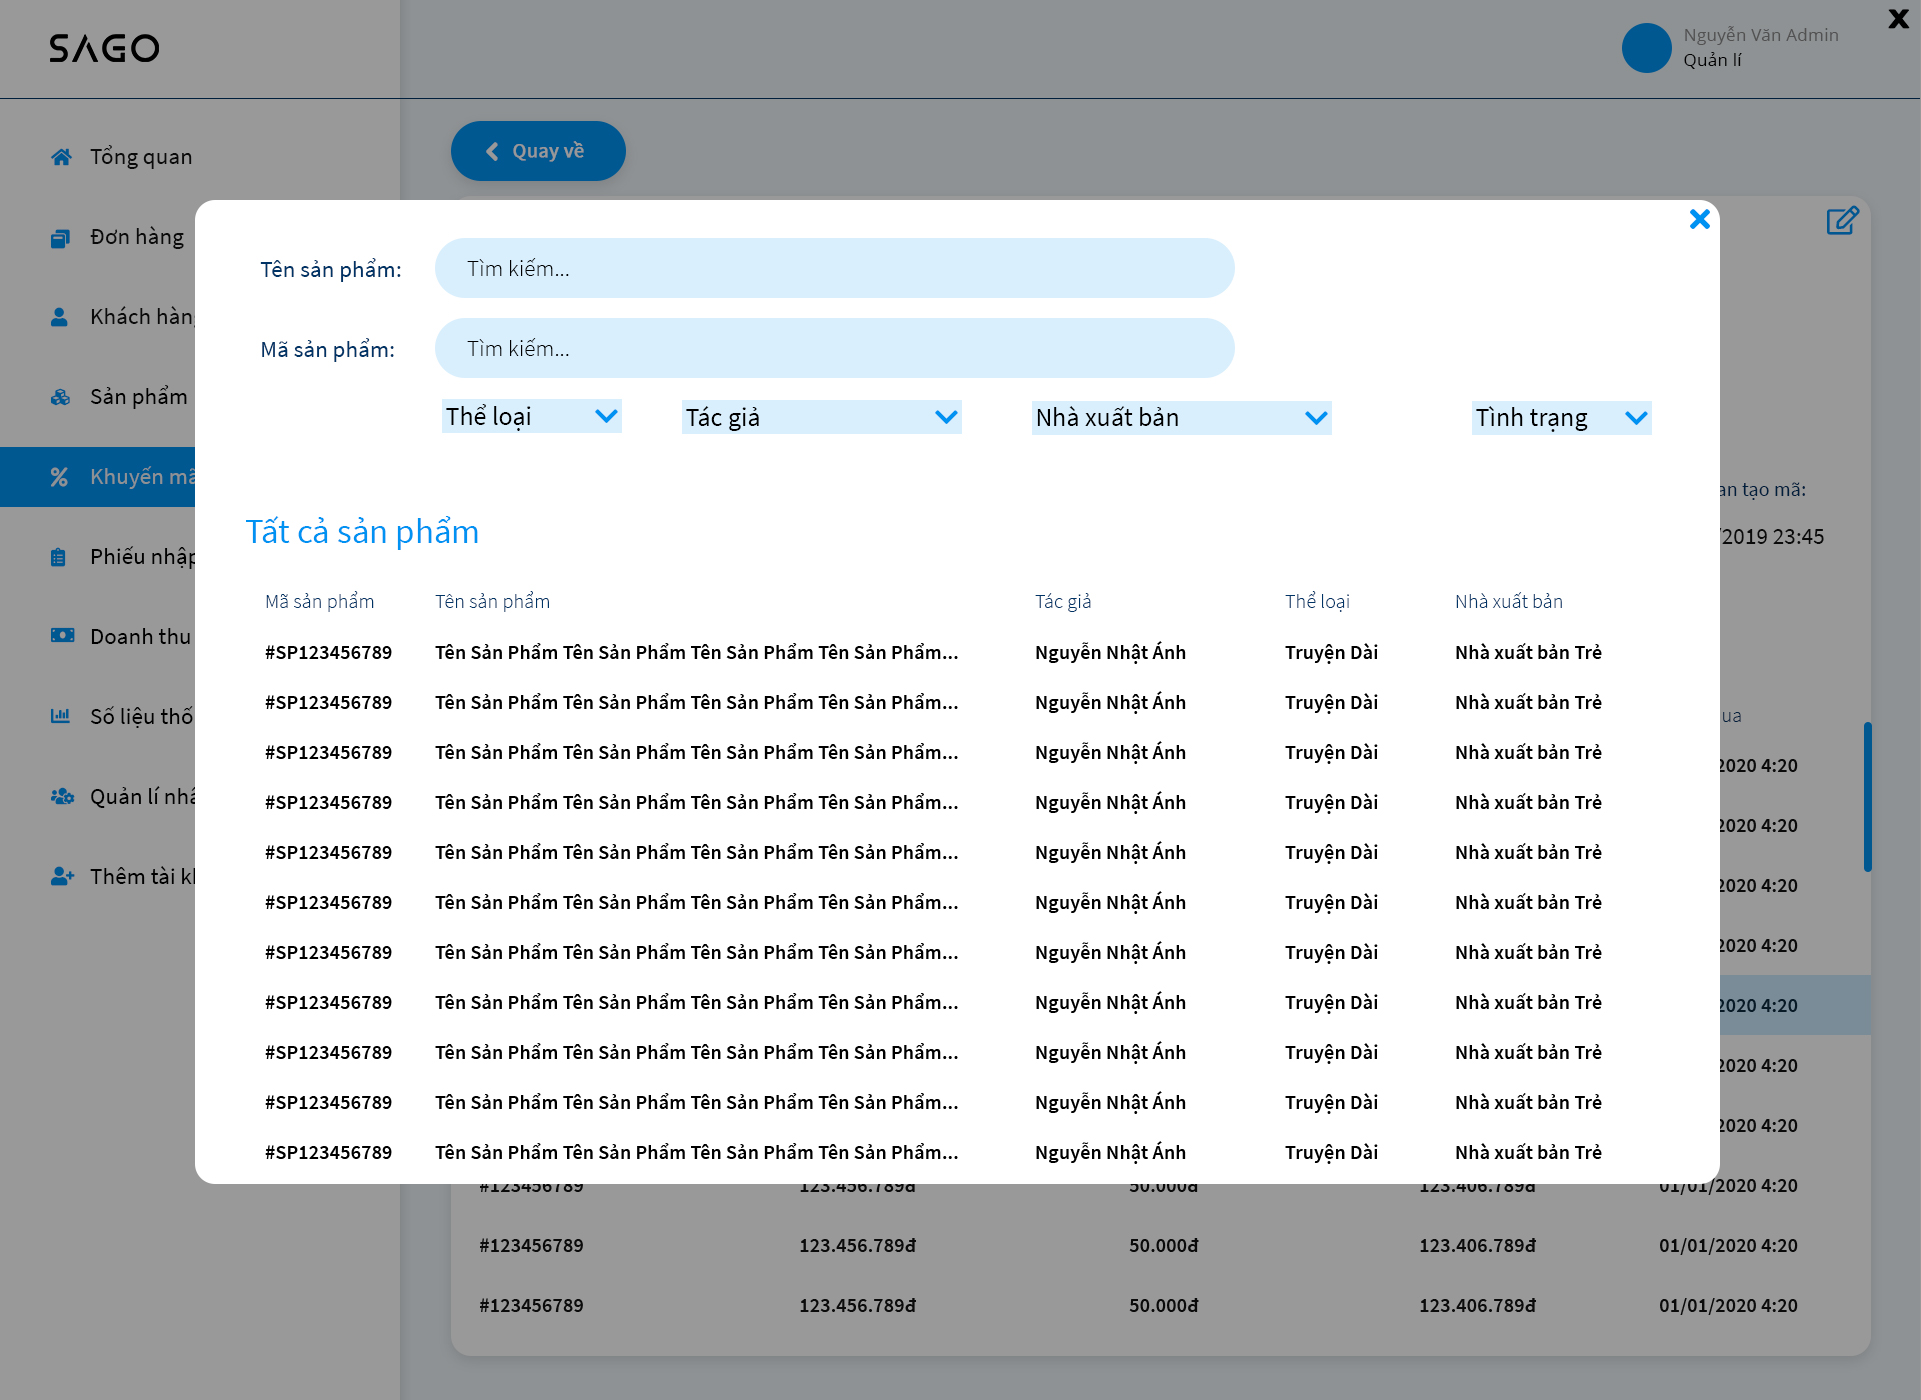 SAGO
Nguyễn Văn Admin
Quản lí
X
Quay về
Tổng quan
Đơn hàng
Khách hàng
Sản phẩm
Khuyến mã
Phiếu nhập
Doanh thu
Số liệu thố
Quản lí nhâ
Thêm tài kh
Tên sản phẩm:
Tìm kiếm...
Mã sản phẩm:
Tìm kiếm...
Thể loại
Tác giả
Nhà xuất bản
Tình trạng
an tạo mã:
/2019 23:45
Tất cả sản phẩm
Mã sản phẩm Tên sản phẩm Tác giả Thể loại Nhà xuất bản
#SP123456789 Tên Sản Phẩm Tên Sản Phẩm Tên Sản Phẩm Tên Sản Phẩm... Nguyễn Nhật Ánh Truyện Dài Nhà xuất bản Trẻ
#SP123456789 Tên Sản Phẩm Tên Sản Phẩm Tên Sản Phẩm Tên Sản Phẩm... Nguyễn Nhật Ánh Truyện Dài Nhà xuất bản Trẻ
#SP123456789 Tên Sản Phẩm Tên Sản Phẩm Tên Sản Phẩm Tên Sản Phẩm... Nguyễn Nhật Ánh Truyện Dài Nhà xuất bản Trẻ
#SP123456789 Tên Sản Phẩm Tên Sản Phẩm Tên Sản Phẩm Tên Sản Phẩm... Nguyễn Nhật Ánh Truyện Dài Nhà xuất bản Trẻ
#SP123456789 Tên Sản Phẩm Tên Sản Phẩm Tên Sản Phẩm Tên Sản Phẩm... Nguyễn Nhật Ánh Truyện Dài Nhà xuất bản Trẻ
#SP123456789 Tên Sản Phẩm Tên Sản Phẩm Tên Sản Phẩm Tên Sản Phẩm... Nguyễn Nhật Ánh Truyện Dài Nhà xuất bản Trẻ
#SP123456789 Tên Sản Phẩm Tên Sản Phẩm Tên Sản Phẩm Tên Sản Phẩm... Nguyễn Nhật Ánh Truyện Dài Nhà xuất bản Trẻ
#SP123456789 Tên Sản Phẩm Tên Sản Phẩm Tên Sản Phẩm Tên Sản Phẩm... Nguyễn Nhật Ánh Truyện Dài Nhà xuất bản Trẻ
#SP123456789 Tên Sản Phẩm Tên Sản Phẩm Tên Sản Phẩm Tên Sản Phẩm... Nguyễn Nhật Ánh Truyện Dài Nhà xuất bản Trẻ
#SP123456789 Tên Sản Phẩm Tên Sản Phẩm Tên Sản Phẩm Tên Sản Phẩm... Nguyễn Nhật Ánh Truyện Dài Nhà xuất bản Trẻ
#SP123456789 Tên Sản Phẩm Tên Sản Phẩm Tên Sản Phẩm Tên Sản Phẩm... Nguyễn Nhật Ánh Truyện Dài Nhà xuất bản Trẻ
ua
2020 4:20
2020 4:20
2020 4:20
2020 4:20
2020 4:20
2020 4:20
2020 4:20
#123456789 123.456.789đ 50.000đ 123.406.789đ 01/01/2020 4:20
#123456789 123.456.789đ 50.000đ 123.406.789đ 01/01/2020 4:20
#123456789 123.456.789đ 50.000đ 123.406.789đ 01/01/2020 4:20